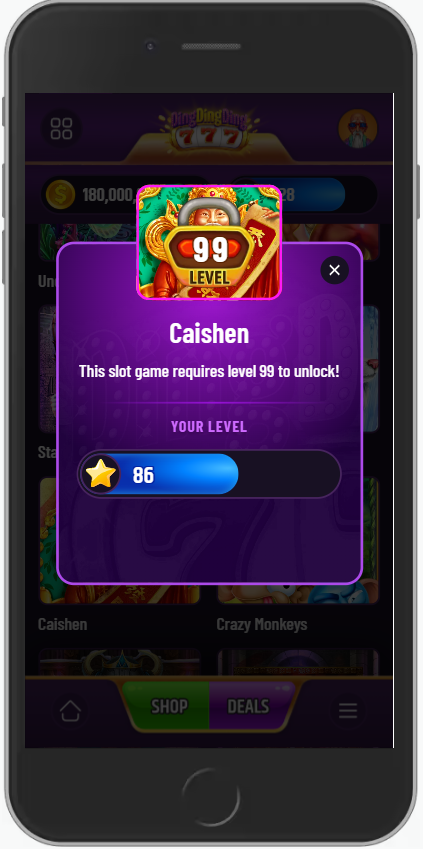 DingDingDing
777
180,000,
28
99
LEVEL
Caishen
This slot game requires level 99 to unlock!
YOUR LEVEL
86
Caishen
Crazy Monkeys
SHOP
DEALS